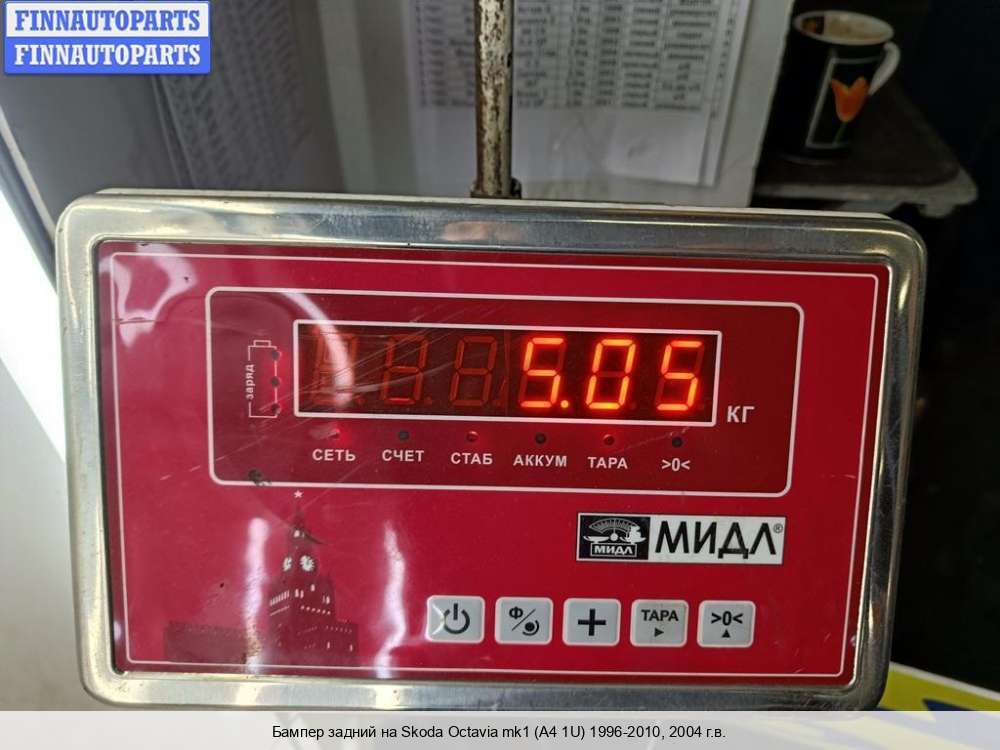 FINNAUTOPARTS
FINNAUTOPARTS
заряд
5.05
КГ
СЕТЬ СЧЕТ СТАБ АККУМ ТАРА >0<
МИДЛ
МИДЛ®
Ф
ТАРА
>0<
Бампер задний на Skoda Octavia mk1 (A4 1U) 1996-2010, 2004 г.в.